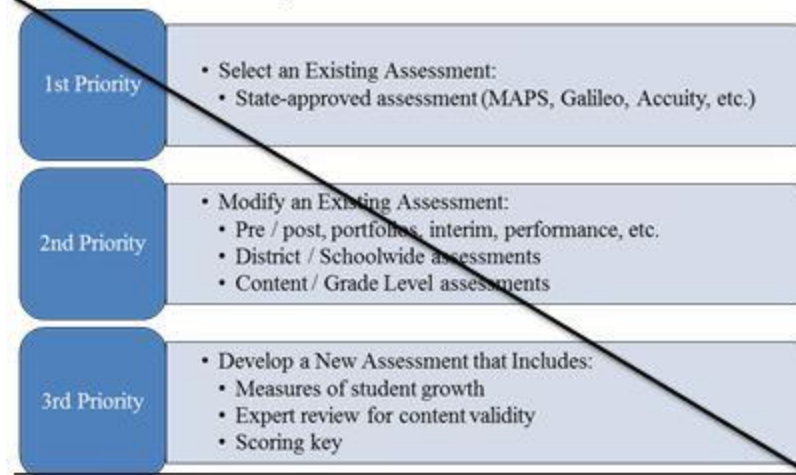 1st Priority
• Select an Existing Assessment:
• State-approved assessment (MAPS, Galileo, Accuity, etc.)
2nd Priority
• Modify an Existing Assessment:
• Pre / post, portfolios, interim, performance, etc.
• District / Schoolwide assessments
• Content / Grade Level assessments
3rd Priority
• Develop a New Assessment that Includes:
• Measures of student growth
• Expert review for content validity
• Scoring key